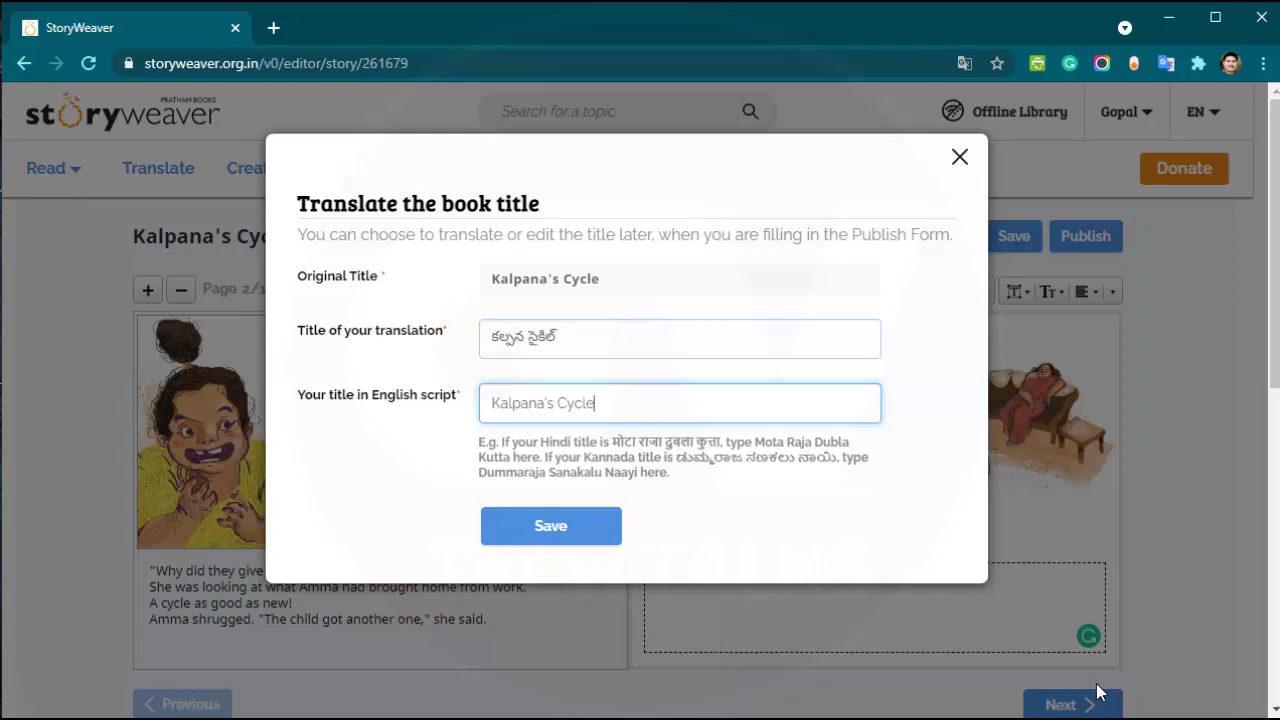 StoryWeaver
storyweaver.org.in/v0/editor/story/261679
PRATHAM BOOKS
storyweaver
Search for a topic
Offline Library
Gopal
EN
Read
Translate
Donate
Translate the book title
You can choose to translate or edit the title later, when you are filling in the Publish Form.
Kalpana's Cyc
Save
Publish
Original Title *
Kalpana's Cycle
Page 2/1
Title of your translation*
కల్పన సైకిల్
Your title in English script*
Kalpana's Cycle
E.g. If your Hindi title is मोटा राजा दुबला कुत्ता, type Mota Raja Dubla
Kutta here. If your Kannada title is ದುಮ್ಮರಾಜ ಸಣಕಲು ನಾಯಿ, type
Dummaraja Sanakalu Naayi here.
Save
"Why did they give
She was looking at what Amma had brought home from work.
A cycle as good as new!
Amma shrugged. "The child got another one," she said.
Previous
Next